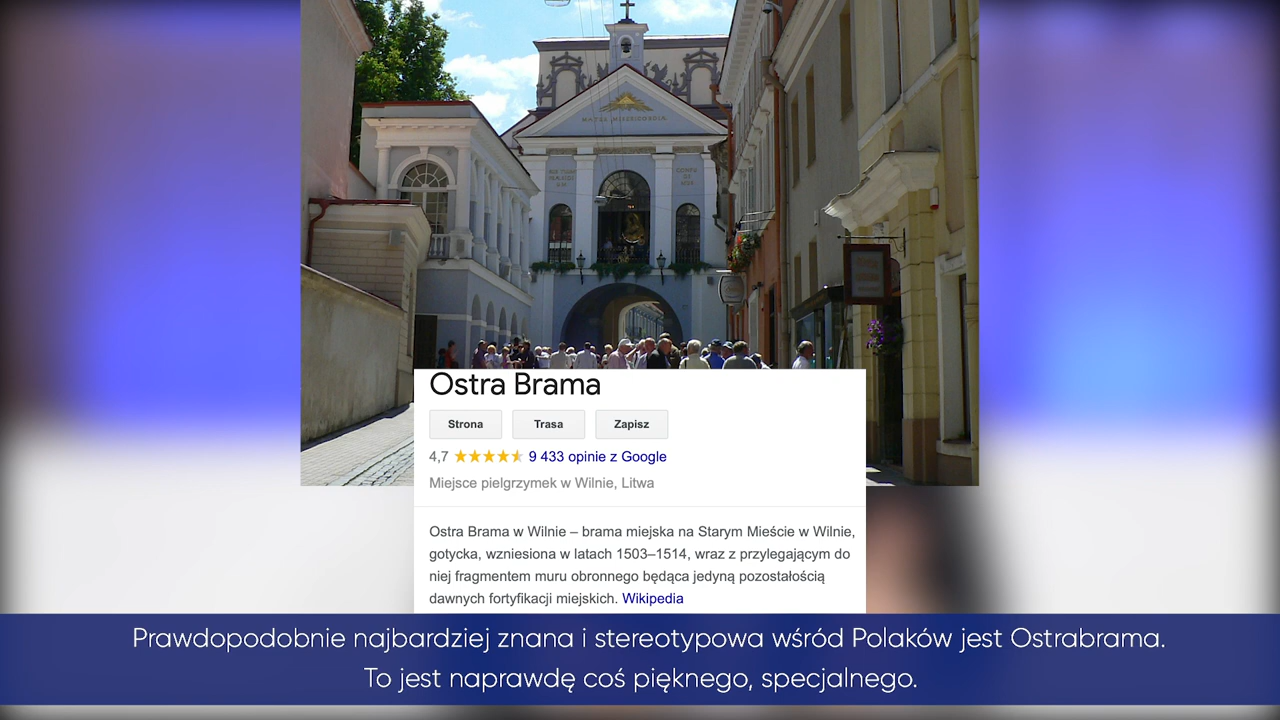 MATER MISERICORDIA
Ostra Brama
Strona
Trasa
Zapisz
4,7 9 433 opinie z Google
Miejsce pielgrzymek w Wilnie, Litwa
Ostra Brama w Wilnie – brama miejska na Starym Mieście w Wilnie,
gotycka, wzniesiona w latach 1503–1514, wraz z przylegającym do
niej fragmentem muru obronnego będąca jedyną pozostałością
dawnych fortyfikacji miejskich. Wikipedia
Prawdopodobnie najbardziej znana i stereotypowa wśród Polaków jest Ostrabrama.
To jest naprawdę coś pięknego, specjalnego.